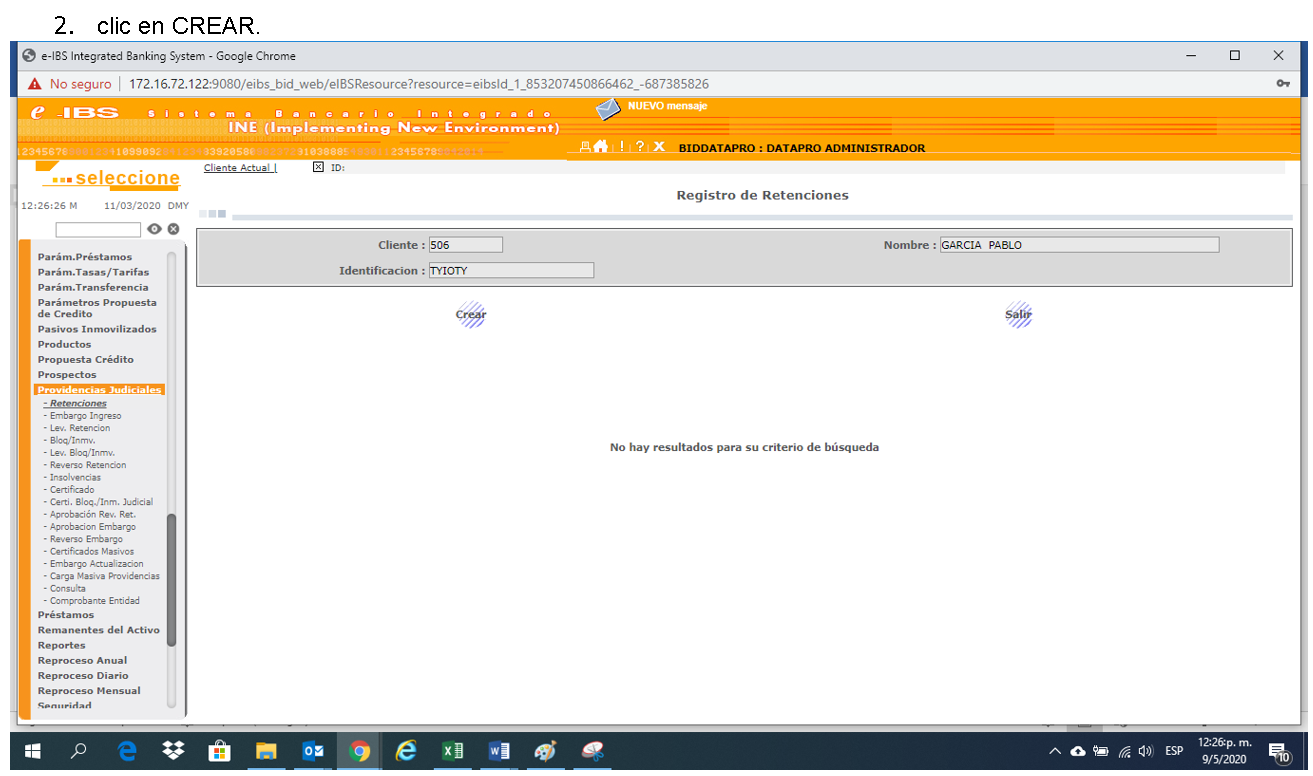 2. clic en CREAR.
e-IBS Integrated Banking System - Google Chrome
No seguro | 172.16.72.122:9080/eibs_bid_web/eIBSResource?resource=eibsId_1_853207450866462_-687385826
e-IBS Sistema Bancario Integrado
NUEVO mensaje
INE (Implementing New Environment)
! ? X BIDDATAPRO : DATAPRO ADMINISTRADOR
seleccione
Cliente Actual | ID:
Registro de Retenciones
12:26:26 M 11/03/2020 DMY
Cliente : 506 Nombre : GARCIA PABLO
Identificacion : TYIOTY
Crear Salir
No hay resultados para su criterio de búsqueda
Parám.Préstamos
Parám.Tasas/Tarifas
Parám.Transferencia
Parámetros Propuesta
de Credito
Pasivos Inmovilizados
Productos
Propuesta Crédito
Prospectos
Providencias Judiciales
- Retenciones
- Embargo Ingreso
- Lev. Retencion
- Bloq/Inmv.
- Lev. Bloq/Inmv.
- Reverso Retencion
- Insolvencias
- Certificado
- Certi. Bloq./Inm. Judicial
- Aprobación Rev. Ret.
- Aprobacion Embargo
- Reverso Embargo
- Certificados Masivos
- Embargo Actualizacion
- Carga Masiva Providencias
- Consulta
- Comprobante Entidad
Préstamos
Remanentes del Activo
Reportes
Reproceso Anual
Reproceso Diario
Reproceso Mensual
Seguridad
ESP
12:26 p. m.
9/5/2020
10